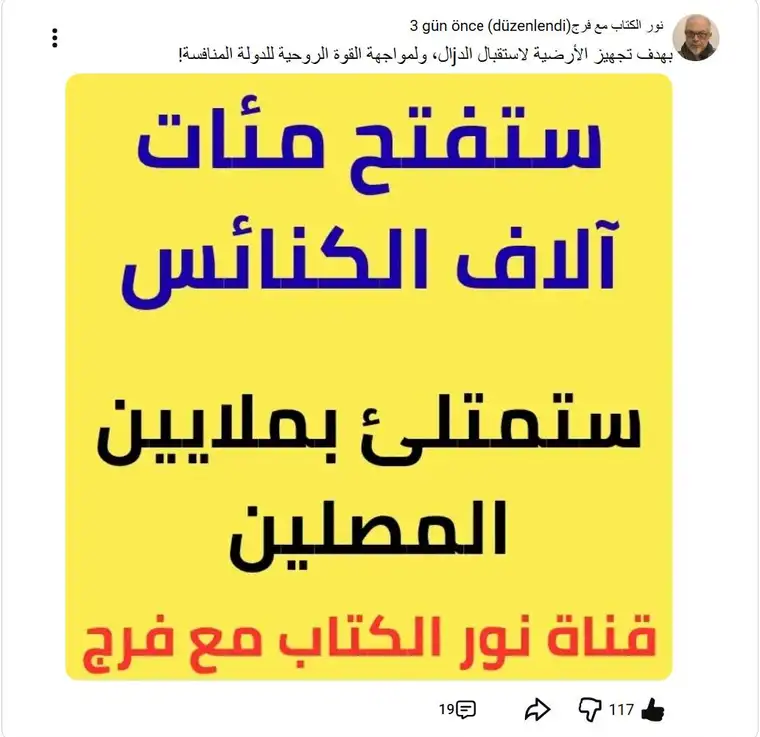 نور الكتاب مع فرج 3 gün önce (düzenlendi)
بهدف تجهيز الأرضية لاستقبال الدjال، ولمواجهة القوة الروحية للدولة المنافسة!
ستفتح مئات
آلاف الكنائس
ستمتلئ بملايين
المصلين
قناة نور الكتاب مع فرج
117
19